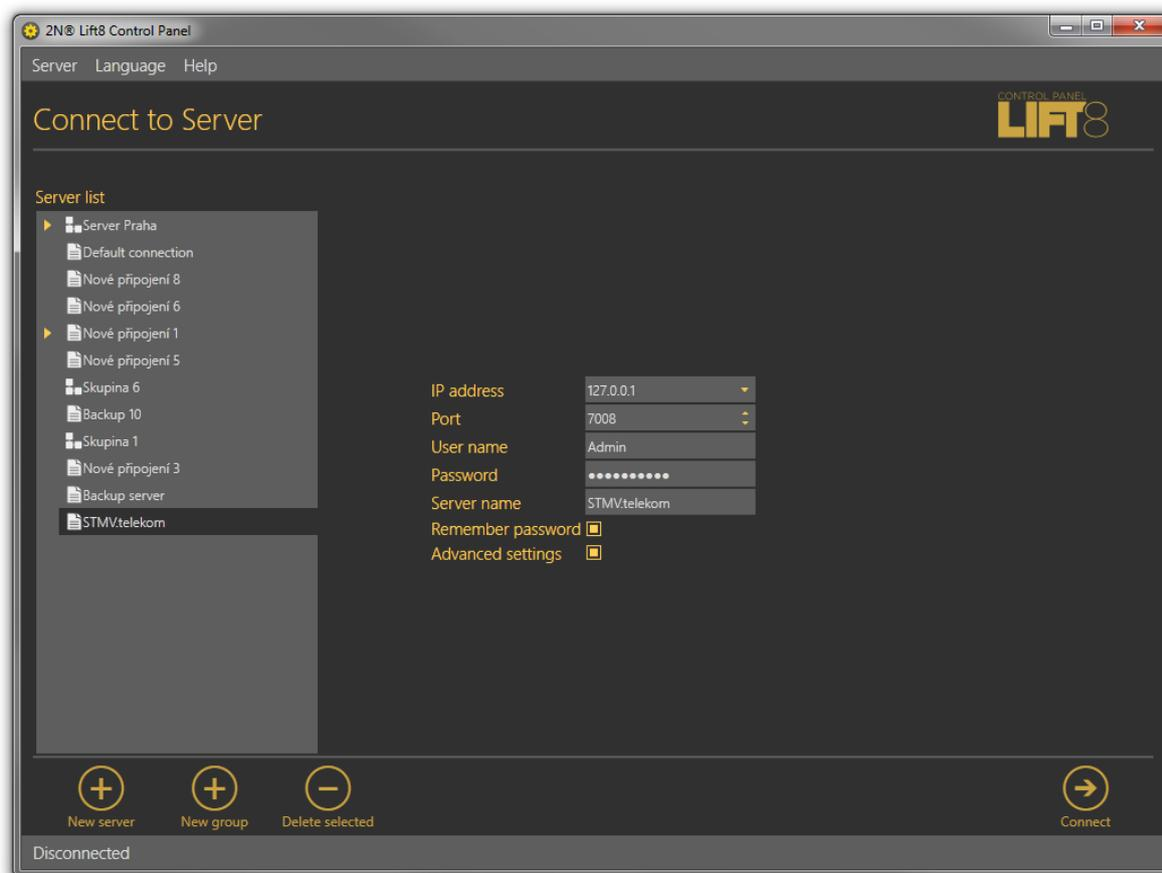 2N® Lift8 Control Panel
Server Language Help
Connect to Server
CONTROL PANEL
LIFT8
Server list
Server Praha
Default connection
Nové připojení 8
Nové připojení 6
Nové připojení 1
Nové připojení 5
Skupina 6
Backup 10
Skupina 1
Nové připojení 3
Backup server
STMV.telekom
IP address 127.0.0.1
Port 7008
User name Admin
Password ••••••••••
Server name STMV.telekom
Remember password
Advanced settings
New server New group Delete selected Connect
Disconnected